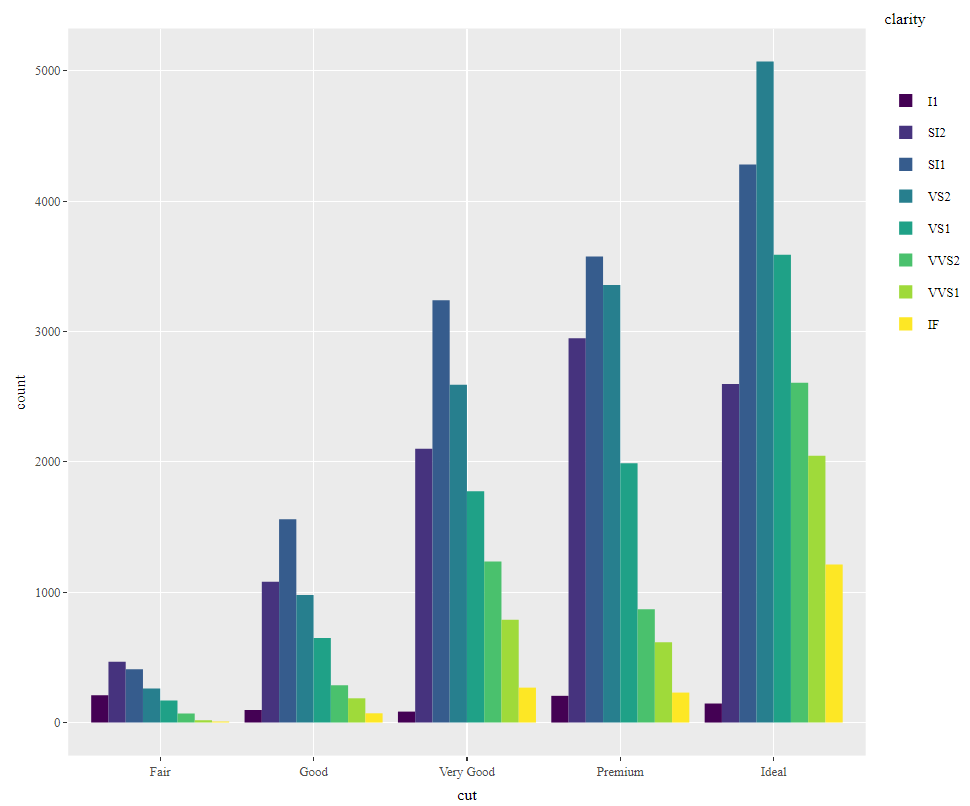 clarity
I1
SI2
SI1
VS2
VS1
VVS2
VVS1
IF
count
5000
4000
3000
2000
1000
0
Fair Good Very Good Premium Ideal
cut